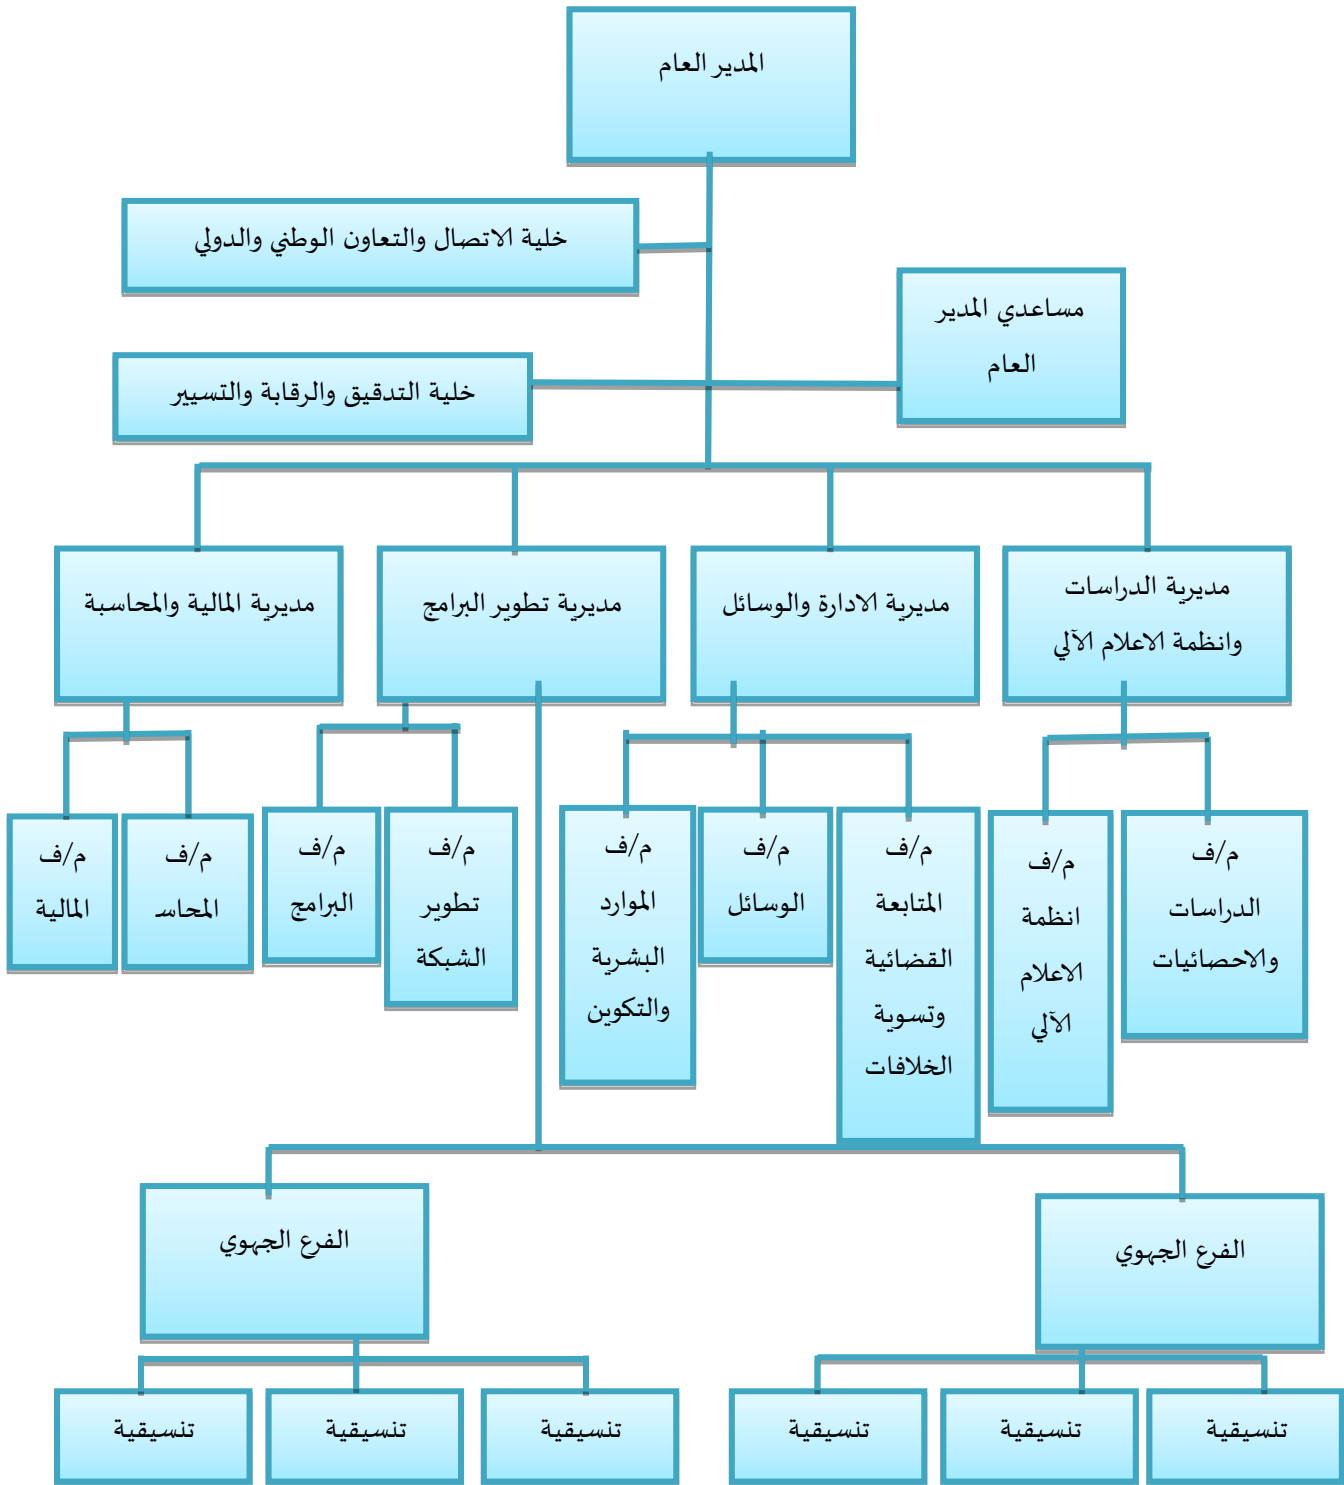 المدير العام
خلية الاتصال والتعاون الوطني والدولي
مساعدي المدير
العام
خلية التدقيق والرقابة والتسيير
مديرية الدراسات
وانظمة الاعلام الآلي
مديرية الادارة والوسائل
مديرية تطوير البرامج
مديرية المالية والمحاسبة
م/ف
الدراسات
والاحصائيات
م/ف
انظمة
الاعلام
الآلي
م/ف
المتابعة
القضائية
وتسوية
الخلافات
م/ف
الوسائل
م/ف
الموارد
البشرية
والتكوين
م/ف
تطوير
الشبكة
م/ف
البرامج
م/ف
المحاسـ
م/ف
المالية
الفرع الجهوي
الفرع الجهوي
تنسيقية
تنسيقية
تنسيقية
تنسيقية
تنسيقية
تنسيقية